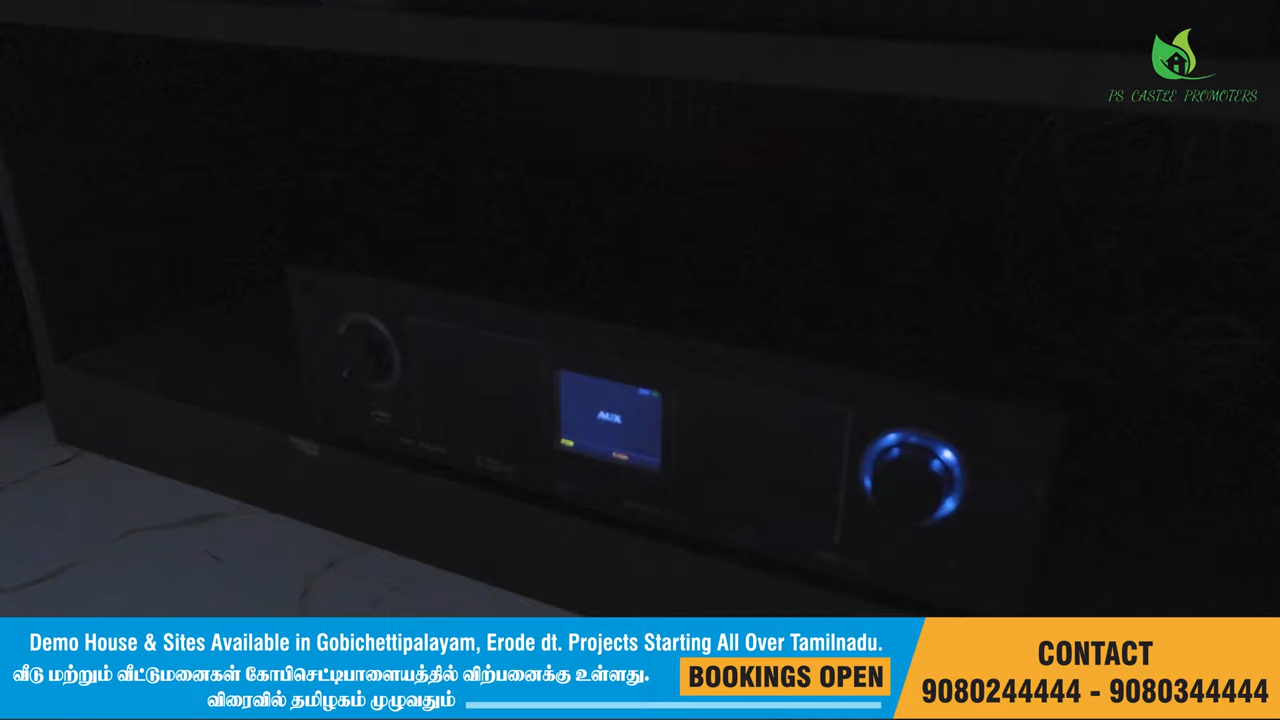 PS CASTLE PROMOTERS
AUX
Demo House & Sites Available in Gobichettipalayam, Erode dt. Projects Starting All Over Tamilnadu.
வீடு மற்றும் வீட்டுமனைகள் கோபிசெட்டிபாளையத்தில் விற்பனைக்கு உள்ளது.
விரைவில் தமிழகம் முழுவதும்
BOOKINGS OPEN
CONTACT
9080244444 - 9080344444